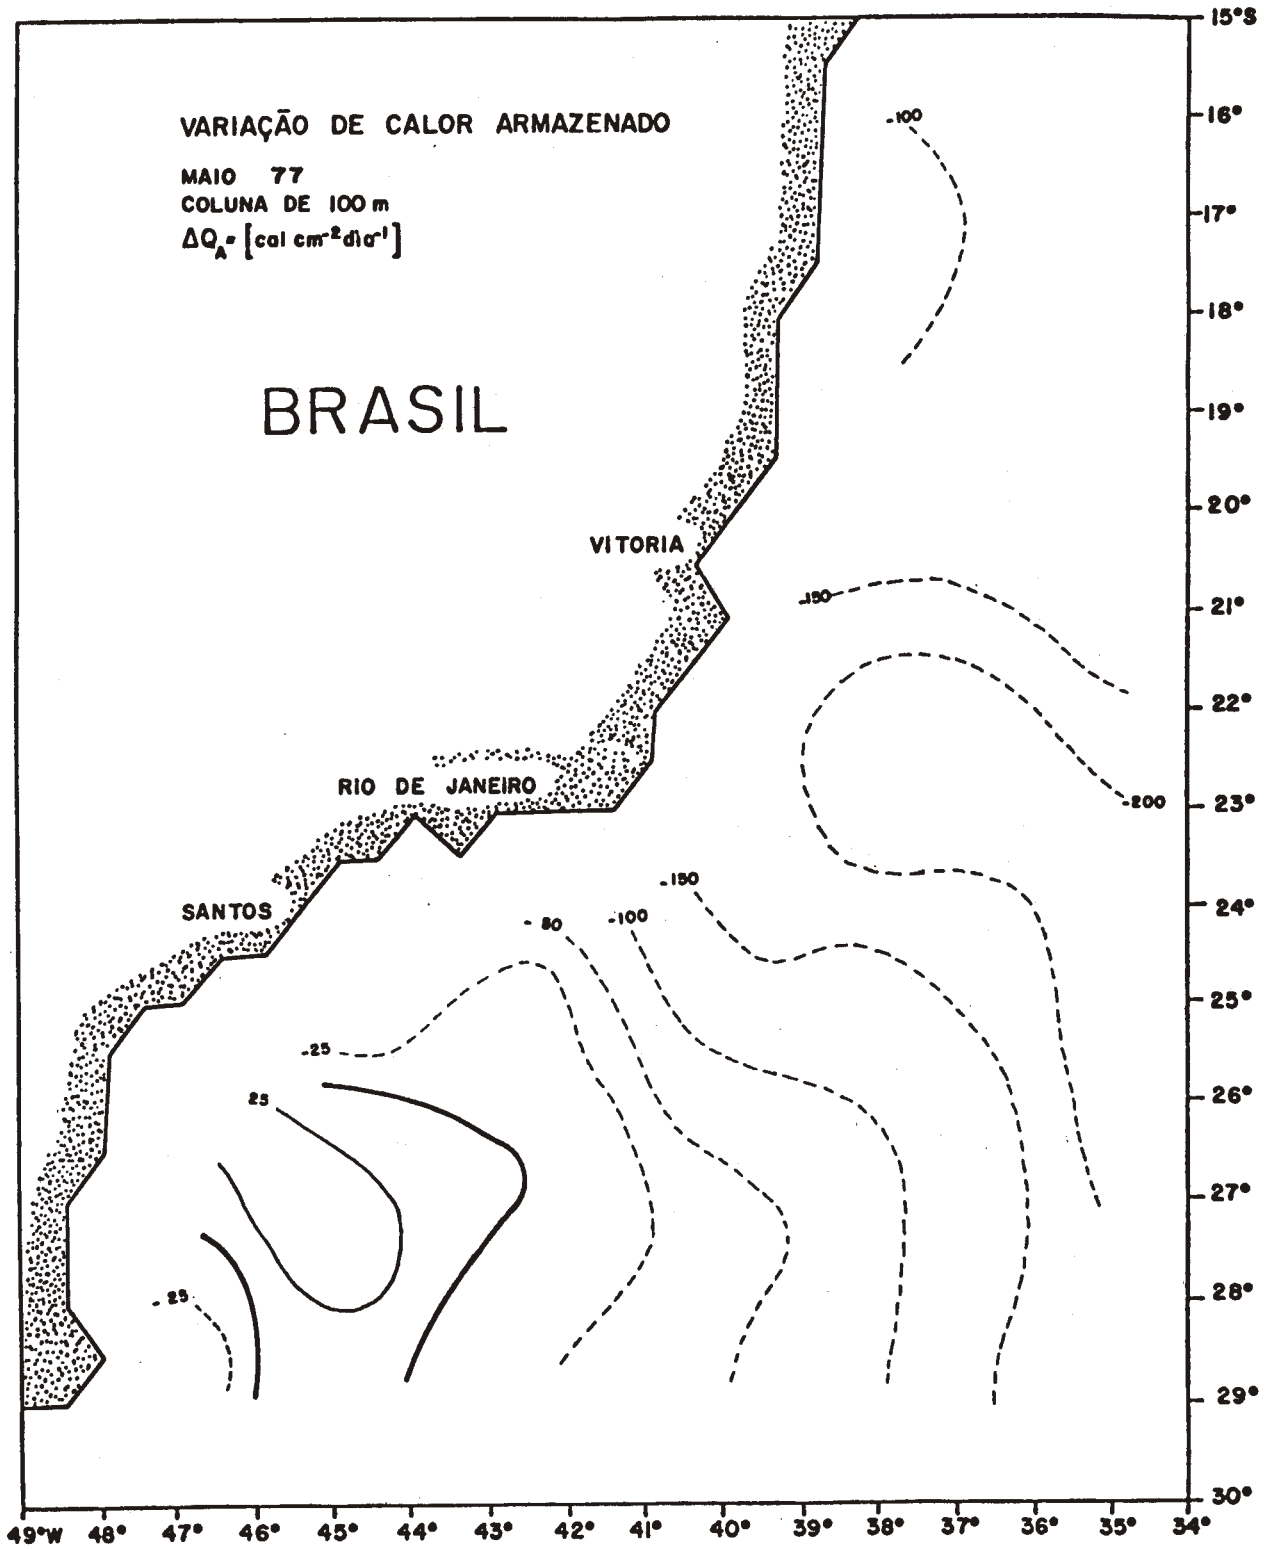 15°S
-100
16°
VARIAÇÃO DE CALOR ARMAZENADO
MAIO 77
COLUNA DE 100 m
ΔQ_A = [cal cm⁻² dia⁻¹]
17°
18°
BRASIL
19°
20°
VITORIA
-150
21°
22°
RIO DE JANEIRO
-200
23°
-150
SANTOS
-50
-100
24°
25°
-25
25
26°
27°
-25
28°
29°
30°
49°W 48° 47° 46° 45° 44° 43° 42° 41° 40° 39° 38° 37° 36° 35° 34°